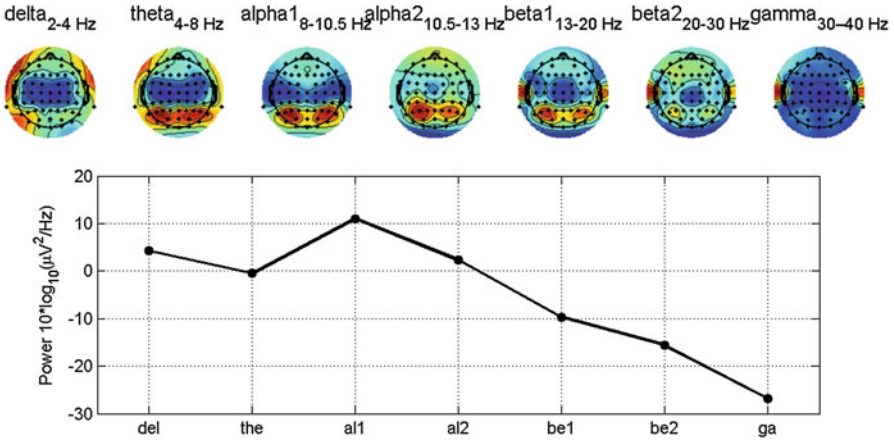 delta2-4 Hz theta4-8 Hz alpha18-10.5 Hz alpha210.5-13 Hz beta113-20 Hz beta220-30 Hz gamma30–40 Hz
20
10
0
-10
-20
-30
Power 10*log10(µV2/Hz)
del the al1 al2 be1 be2 ga